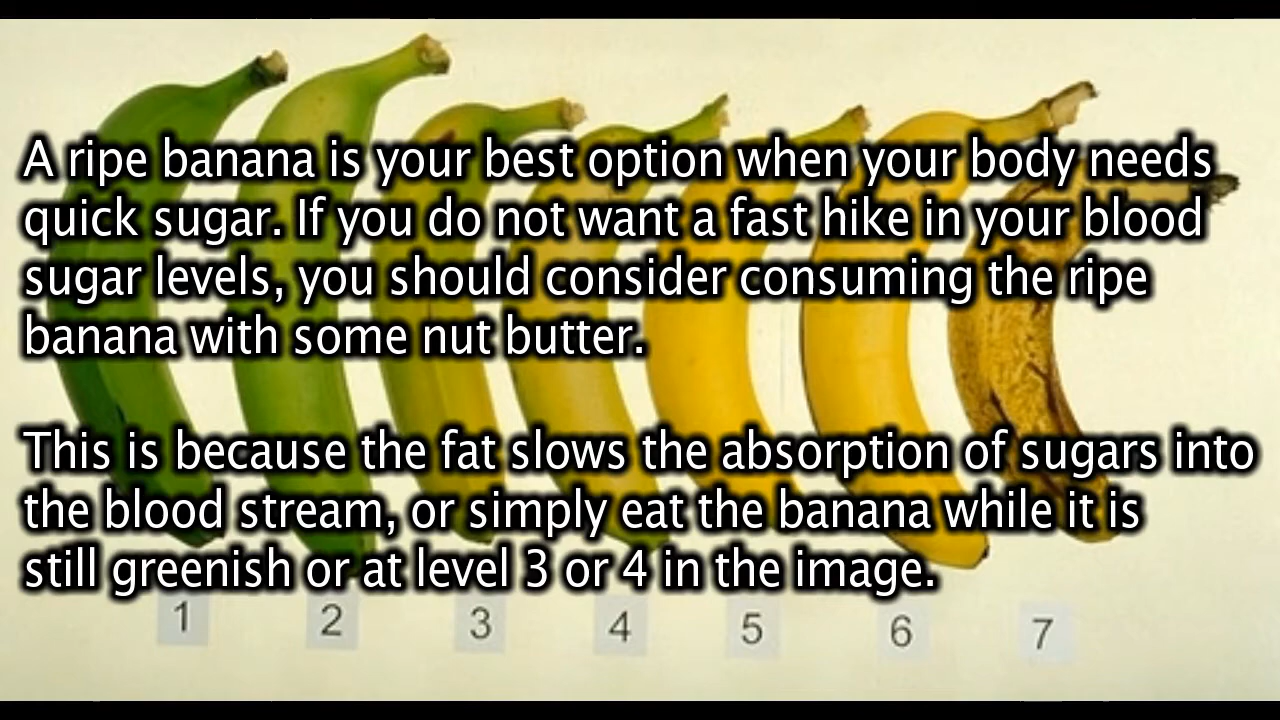 A ripe banana is your best option when your body needs
quick sugar. If you do not want a fast hike in your blood
sugar levels, you should consider consuming the ripe
banana with some nut butter.
This is because the fat slows the absorption of sugars into
the blood stream, or simply eat the banana while it is
still greenish or at level 3 or 4 in the image.
1 2 3 4 5 6 7